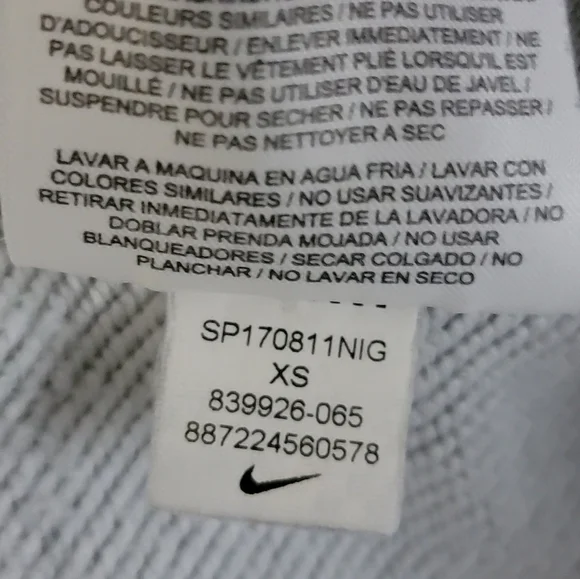 COULEURS SIMILAIRES / NE PAS UTILISER
D'ADOUCISSEUR / ENLEVER IMMEDIATEMENT / NE
PAS LAISSER LE VÊTEMENT PLIÉ LORSQU'IL EST
MOUILLÉ / NE PAS UTILISER D'EAU DE JAVEL /
SUSPENDRE POUR SECHER / NE PAS REPASSER /
NE PAS NETTOYER A SEC
LAVAR A MAQUINA EN AGUA FRIA / LAVAR CON
COLORES SIMILARES / NO USAR SUAVIZANTES /
RETIRAR INMEDIATAMENTE DE LA LAVADORA / NO
DOBLAR PRENDA MOJADA / NO USAR
BLANQUEADORES / SECAR COLGADO / NO
PLANCHAR / NO LAVAR EN SECO
SP170811NIG
XS
839926-065
887224560578